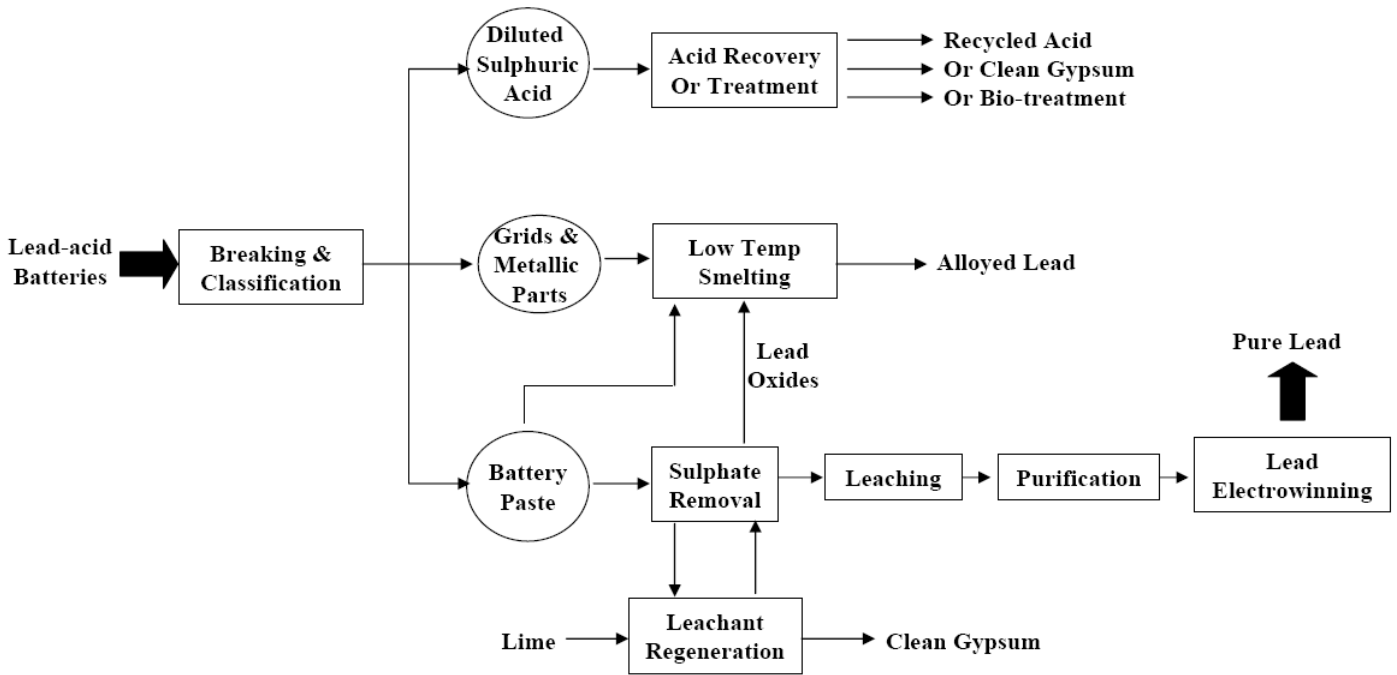 Diluted
Sulphuric
Acid
Acid Recovery
Or Treatment
Recycled Acid
Or Clean Gypsum
Or Bio-treatment
Lead-acid
Batteries
Breaking &
Classification
Grids &
Metallic
Parts
Low Temp
Smelting
Alloyed Lead
Lead
Oxides
Pure Lead
Battery
Paste
Sulphate
Removal
Leaching
Purification
Lead
Electrowinning
Lime
Leachant
Regeneration
Clean Gypsum